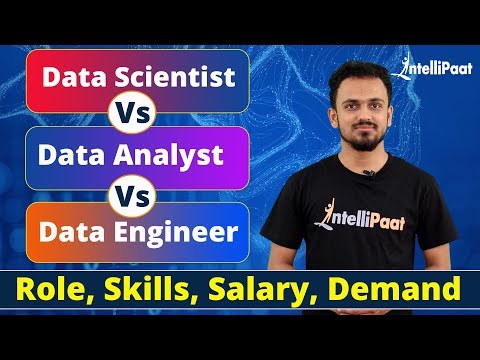 Data Scientist
Vs
Data Analyst
Vs
Data Engineer
IntelliPaat
IntelliPaat
Role, Skills, Salary, Demand